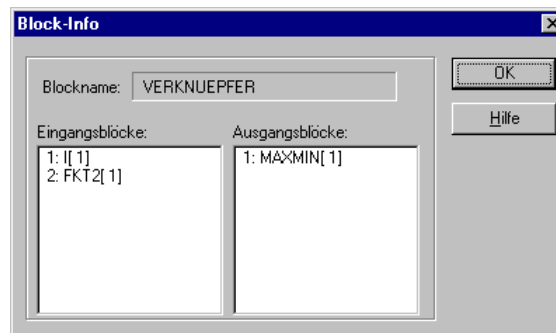 Block-Info
OK
Blockname: VERKNUEPFER
Hilfe
Eingangsblöcke: Ausgangsblöcke:
1: I[ 1] 1: MAXMIN[ 1]
2: FKT2[ 1]